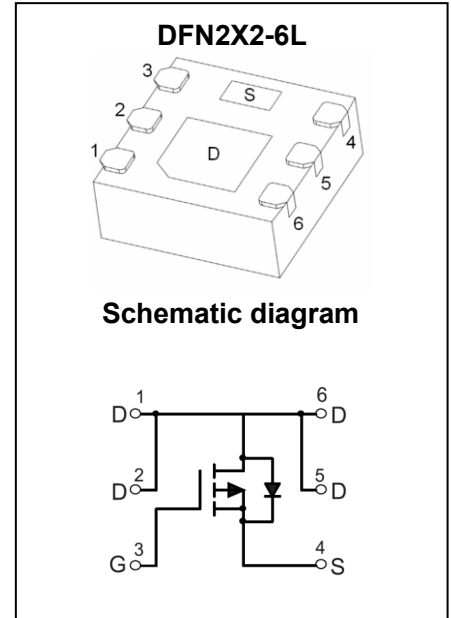 DFN2X2-6L
3
S
2
4
1
D
5
6
Schematic diagram
1 6
D D
2 5
D D
3 4
G S